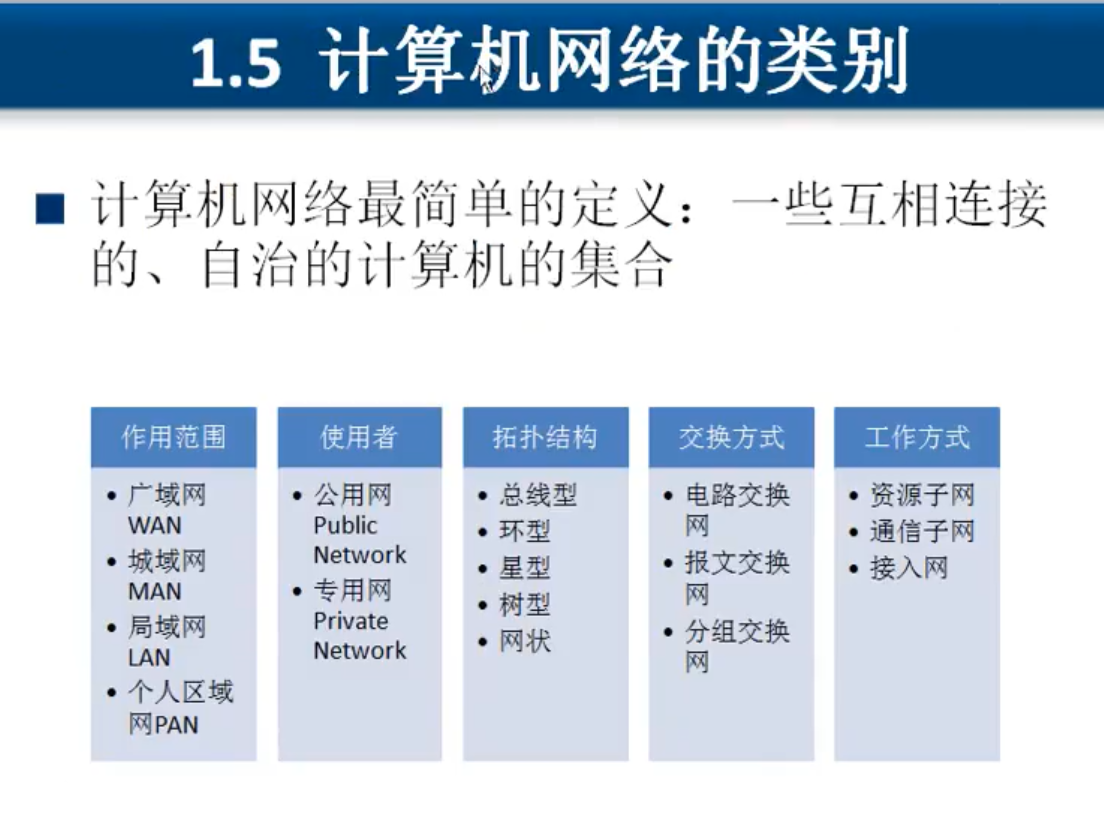 1.5 计算机网络的类别
计算机网络最简单的定义：一些互相连接
的、自治的计算机的集合
作用范围
• 广域网
WAN
• 城域网
MAN
• 局域网
LAN
• 个人区域
网PAN
使用者
• 公用网
Public
Network
• 专用网
Private
Network
拓扑结构
• 总线型
• 环型
• 星型
• 树型
• 网状
交换方式
• 电路交换
网
• 报文交换
网
• 分组交换
网
工作方式
• 资源子网
• 通信子网
• 接入网